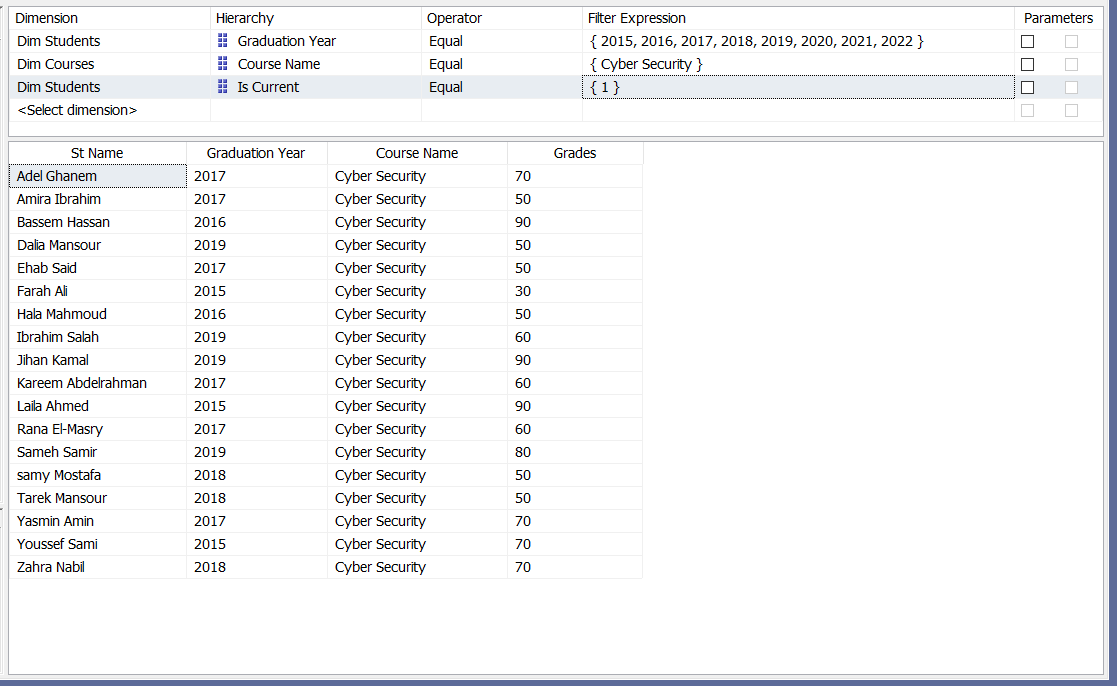 Dimension Hierarchy Operator Filter Expression Parameters
Dim Students Graduation Year Equal { 2015, 2016, 2017, 2018, 2019, 2020, 2021, 2022 }
Dim Courses Course Name Equal { Cyber Security }
Dim Students Is Current Equal { 1 }
<Select dimension>
St Name Graduation Year Course Name Grades
Adel Ghanem 2017 Cyber Security 70
Amira Ibrahim 2017 Cyber Security 50
Bassem Hassan 2016 Cyber Security 90
Dalia Mansour 2019 Cyber Security 50
Ehab Said 2017 Cyber Security 50
Farah Ali 2015 Cyber Security 30
Hala Mahmoud 2016 Cyber Security 50
Ibrahim Salah 2019 Cyber Security 60
Jihan Kamal 2019 Cyber Security 90
Kareem Abdelrahman 2017 Cyber Security 60
Laila Ahmed 2015 Cyber Security 90
Rana El-Masry 2017 Cyber Security 60
Sameh Samir 2019 Cyber Security 80
samy Mostafa 2018 Cyber Security 50
Tarek Mansour 2018 Cyber Security 50
Yasmin Amin 2017 Cyber Security 70
Youssef Sami 2015 Cyber Security 70
Zahra Nabil 2018 Cyber Security 70